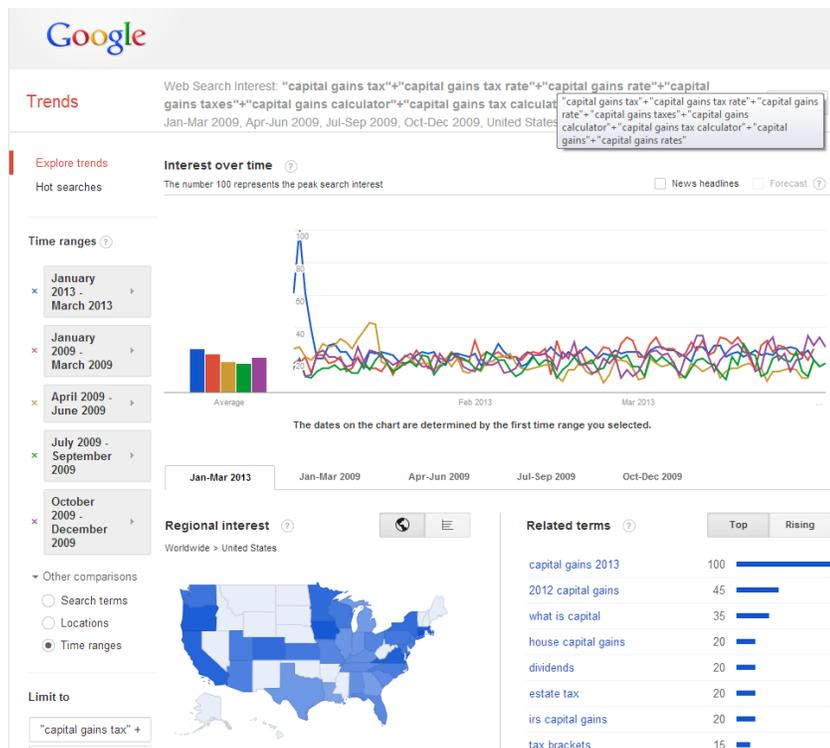 Google
Trends
Web Search Interest: "capital gains tax"+"capital gains tax rate"+"capital gains rate"+"capital
gains taxes"+"capital gains calculator"+"capital gains tax calculat
Jan-Mar 2009, Apr-Jun 2009, Jul-Sep 2009, Oct-Dec 2009, United States
"capital gains tax"+"capital gains tax rate"+"capital gains
rate"+"capital gains taxes"+"capital gains
calculator"+"capital gains tax calculator"+"capital
gains"+"capital gains rates"
Explore trends
Hot searches
Time ranges ?
× January
2013 -
March 2013
× January
2009 -
March 2009
× April 2009 -
June 2009
× July 2009 -
September
2009
× October
2009 -
December
2009
Other comparisons
Search terms
Locations
Time ranges
Limit to
"capital gains tax" +
Interest over time ?
The number 100 represents the peak search interest
News headlines
Forecast ?
100
80
60
40
20
Average
Feb 2013
Mar 2013
...
The dates on the chart are determined by the first time range you selected.
Jan-Mar 2013 Jan-Mar 2009 Apr-Jun 2009 Jul-Sep 2009 Oct-Dec 2009
Regional interest ?
Worldwide > United States
Related terms ?
Top Rising
capital gains 2013 100
2012 capital gains 45
what is capital 35
house capital gains 20
dividends 20
estate tax 20
irs capital gains 20
tax brackets 15